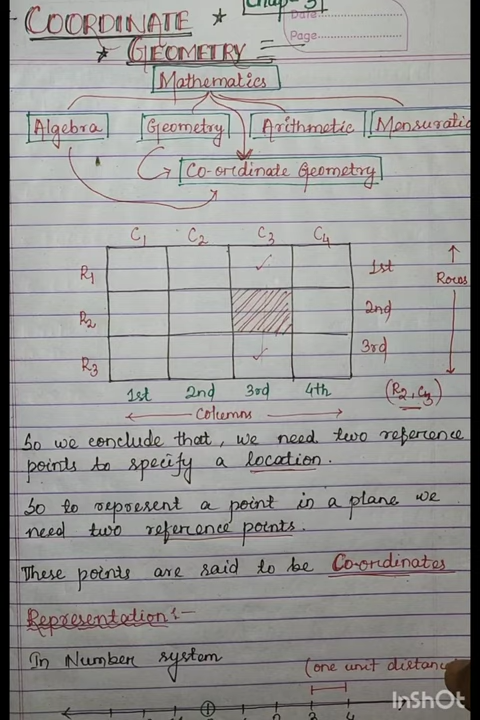 Chap-3
COORDINATE
Date:
Page
GEOMETRY
Mathematics
Algebra Geometry Arithmetic Mensuratio
Co-ordinate Geometry
C1 C2 C3 C4
R1 1st
Rows
R2 2nd
R3 3rd
1st 2nd 3rd 4th (R2, C3)
Columns
So we conclude that, we need two reference
points to specify a location.
So to represent a point in a plane we
need two reference points.
These points are said to be Co-ordinates
Representation :-
In Number system
(one unit distance
InShOt